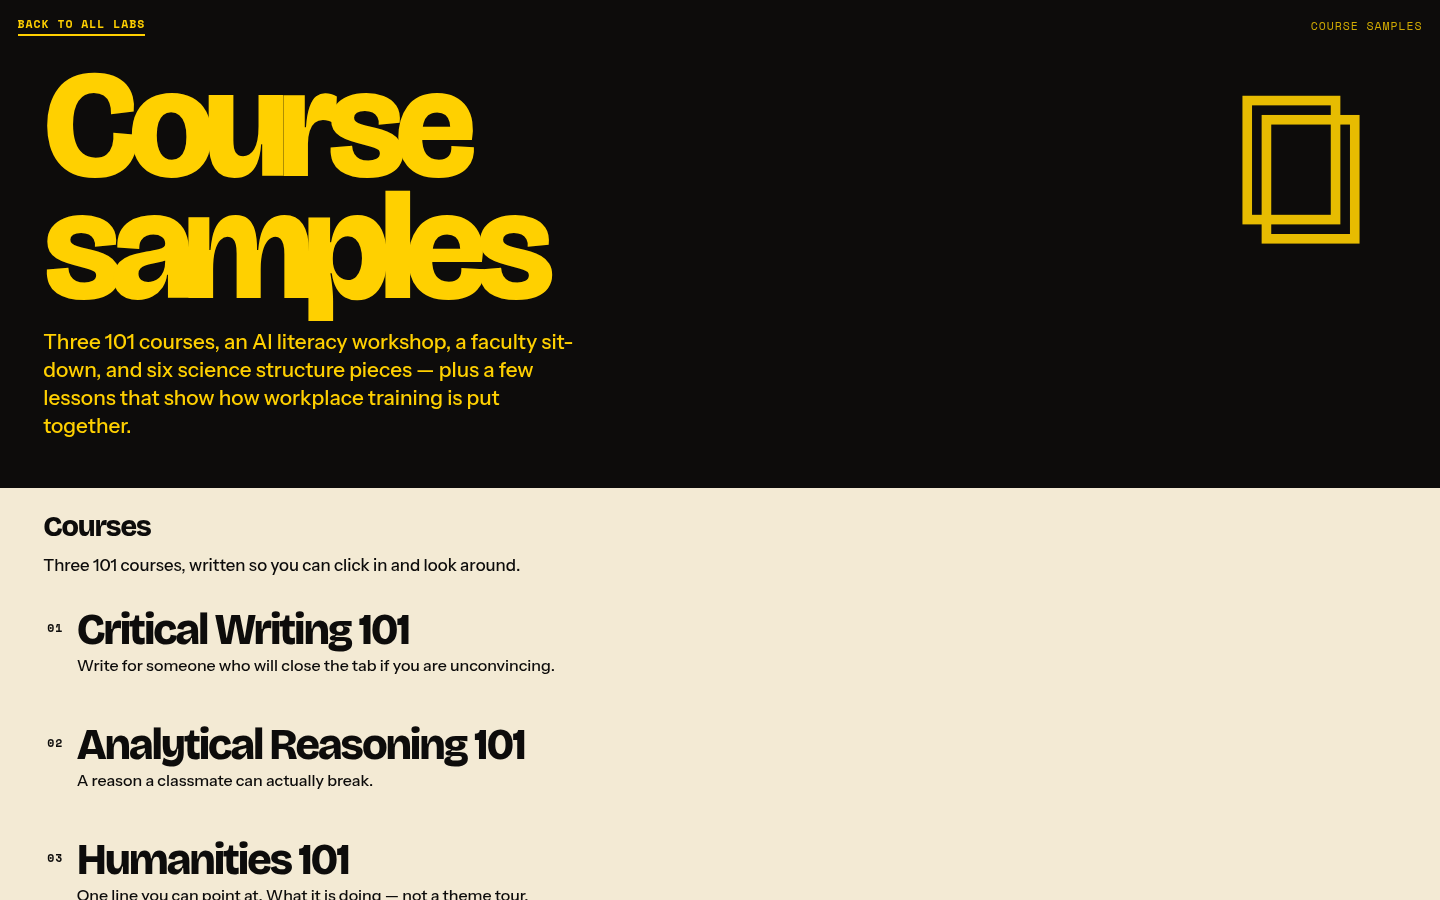 BACK TO ALL LABS
COURSE SAMPLES
Course
samples
Three 101 courses, an AI literacy workshop, a faculty sit-
down, and six science structure pieces — plus a few
lessons that show how workplace training is put
together.
Courses
Three 101 courses, written so you can click in and look around.
01
Critical Writing 101
Write for someone who will close the tab if you are unconvincing.
02
Analytical Reasoning 101
A reason a classmate can actually break.
03
Humanities 101
One line you can point at. What it is doing — not a theme tour.